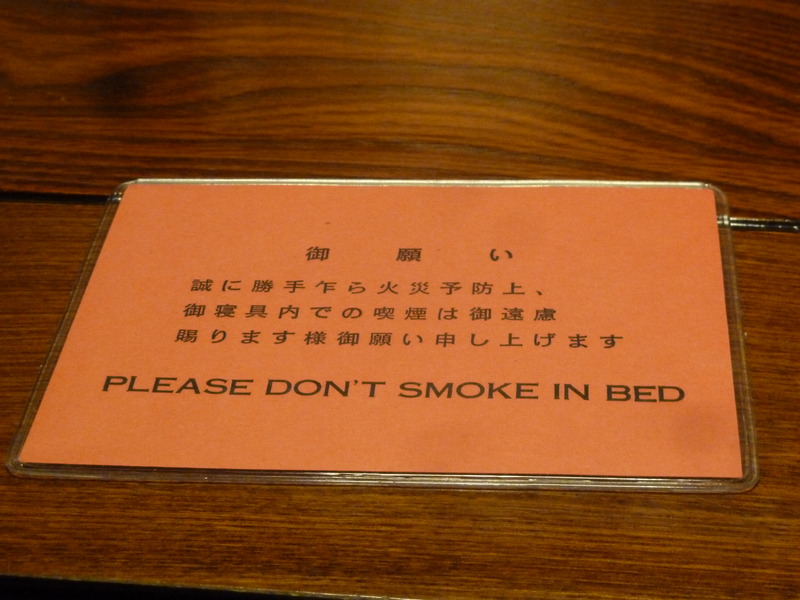 御願い
誠に勝手乍ら火災予防上、
御寝具内での喫煙は御遠慮
賜ります様御願い申し上げます
PLEASE DON'T SMOKE IN BED